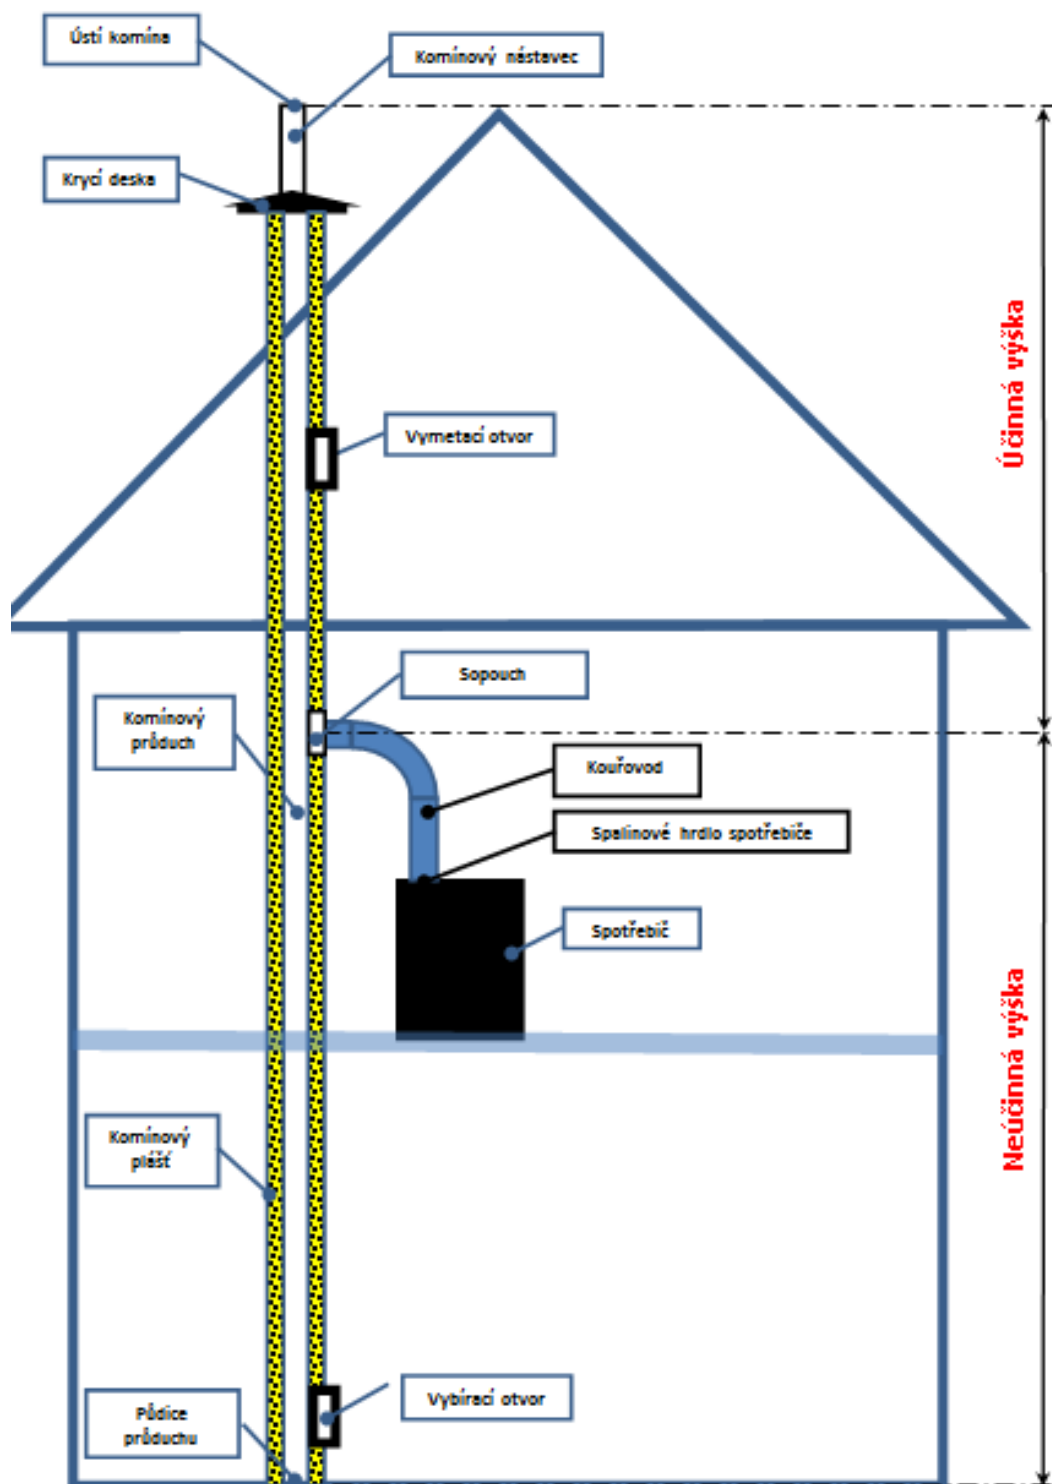 Ústí komína
Komínový nástavec
Krycí deska
Účinná výška
Vymetací otvor
Sopouch
Komínový
průduch
Kouřovod
Spalinové hrdlo spotřebiče
Spotřebič
Neúčinná výška
Komínový
plášť
Vybírací otvor
Půdice
průduchu